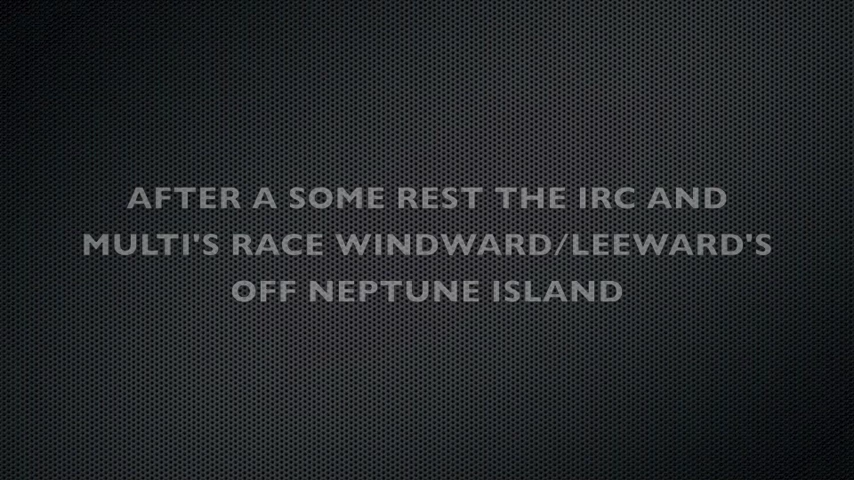 AFTER A SOME REST THE IRC AND
MULTI'S RACE WINDWARD/LEEWARD'S
OFF NEPTUNE ISLAND